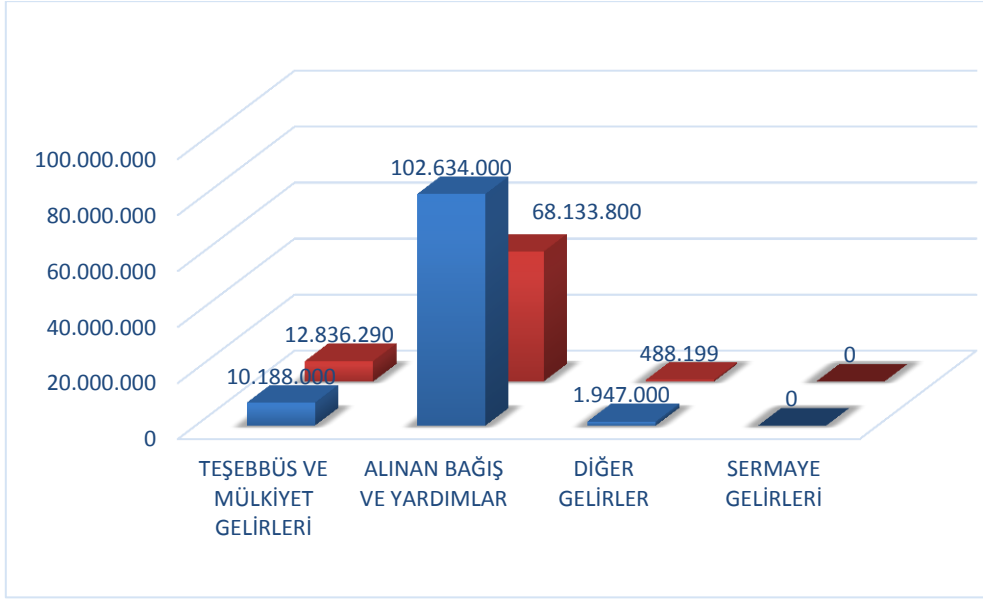 100.000.000
80.000.000
60.000.000
40.000.000
20.000.000
0
102.634.000
68.133.800
12.836.290
10.188.000
488.199
1.947.000
0
0
TEŞEBBÜS VE
MÜLKİYET
GELİRLERİ
ALINAN BAĞIŞ
VE YARDIMLAR
DİĞER
GELİRLER
SERMAYE
GELİRLERİ